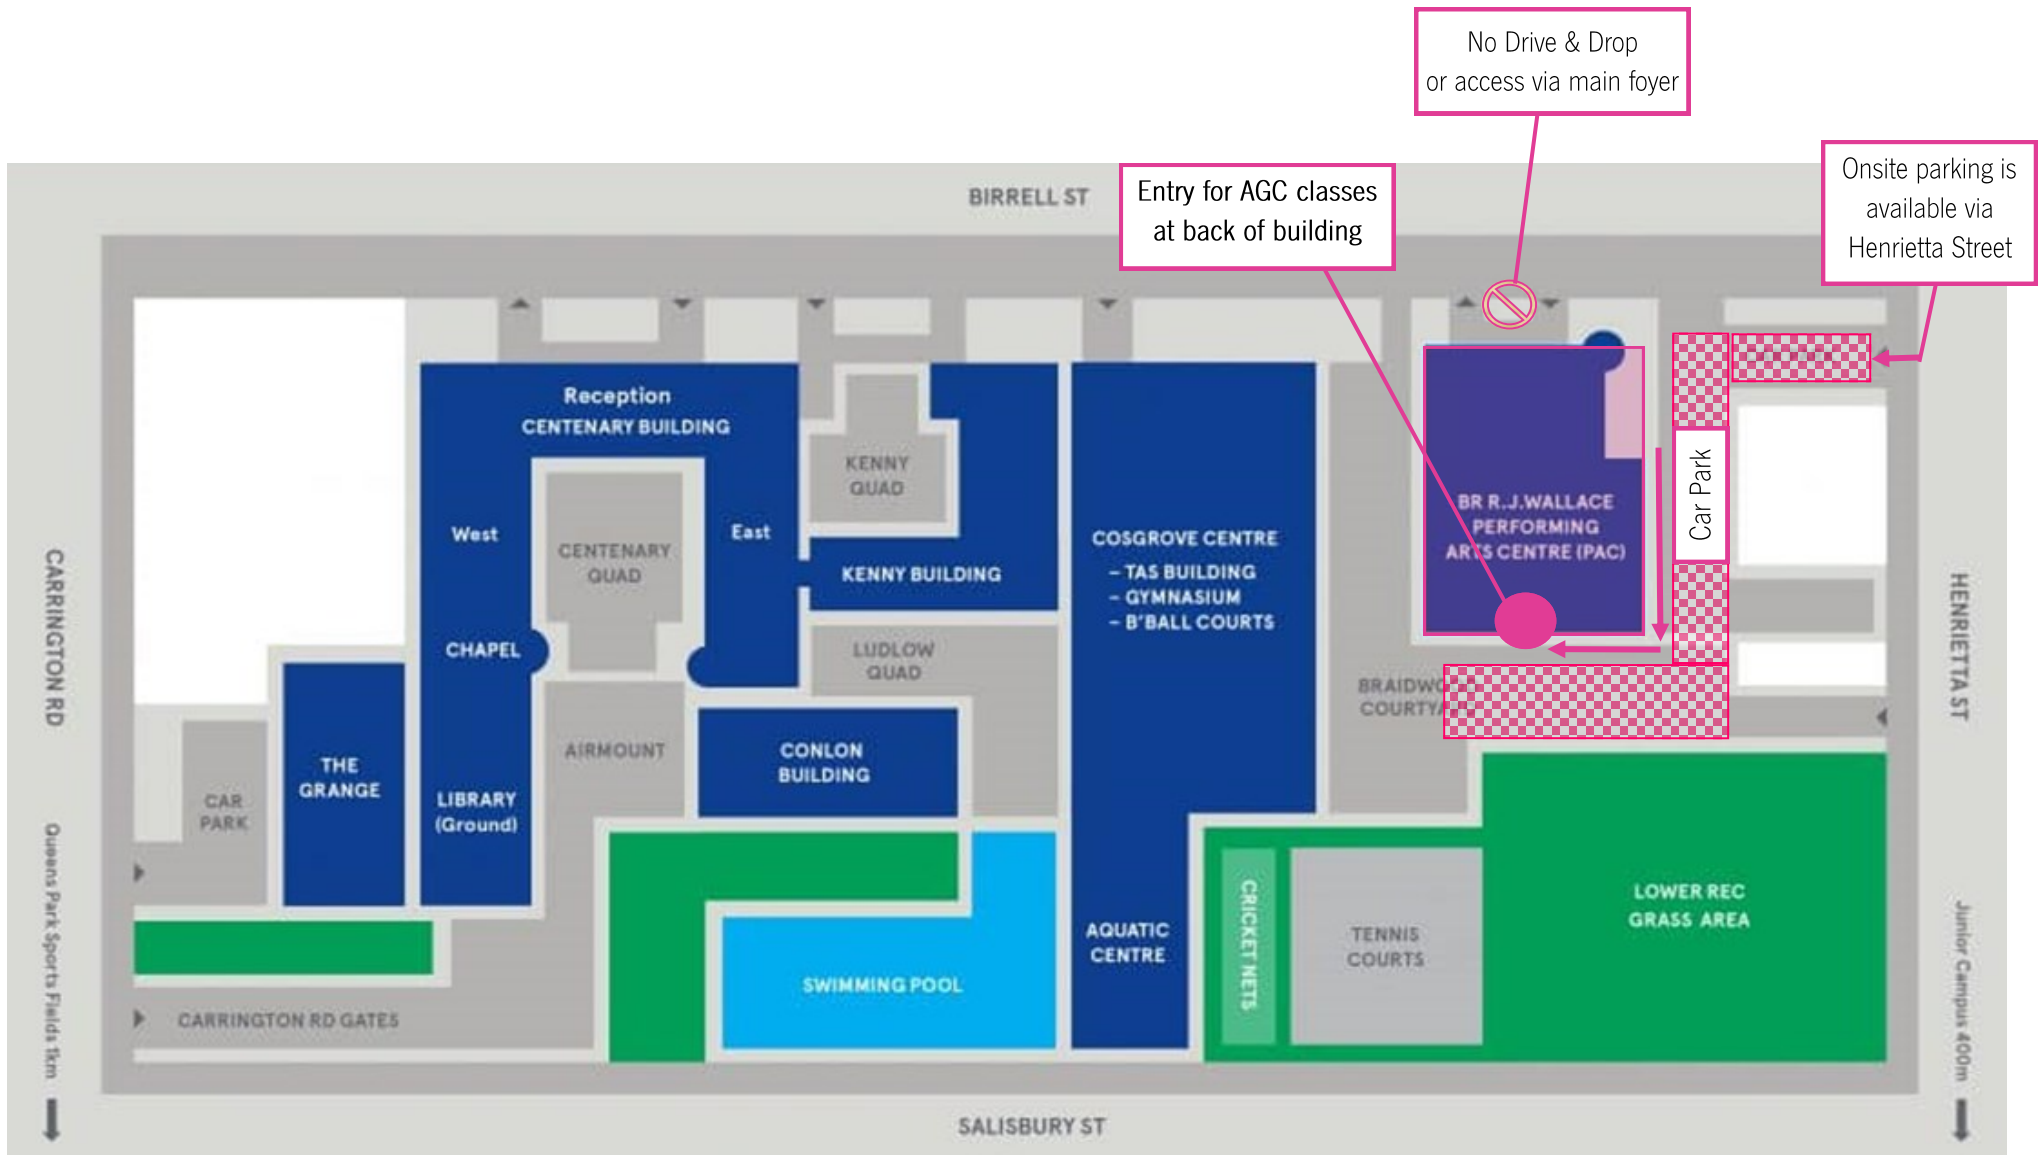 No Drive & Drop
or access via main foyer
Onsite parking is
available via
Henrietta Street
Entry for AGC classes
at back of building
BIRRELL ST
Reception
CENTENARY BUILDING
KENNY
QUAD
West
East
CENTENARY
QUAD
KENNY BUILDING
COSGROVE CENTRE
– TAS BUILDING
– GYMNASIUM
– B'BALL COURTS
BR R.J.WALLACE
PERFORMING
ARTS CENTRE (PAC)
Car Park
CHAPEL
LUDLOW
QUAD
BRAIDWOOD
COURTYARD
CARRINGTON RD
HENRIETTA ST
AIRMOUNT
CONLON
BUILDING
THE
GRANGE
CAR
PARK
LIBRARY
(Ground)
AQUATIC
CENTRE
CRICKET NETS
TENNIS
COURTS
LOWER REC
GRASS AREA
SWIMMING POOL
CARRINGTON RD GATES
Queens Park Sports Fields 1km
Junior Campus 400m
SALISBURY ST